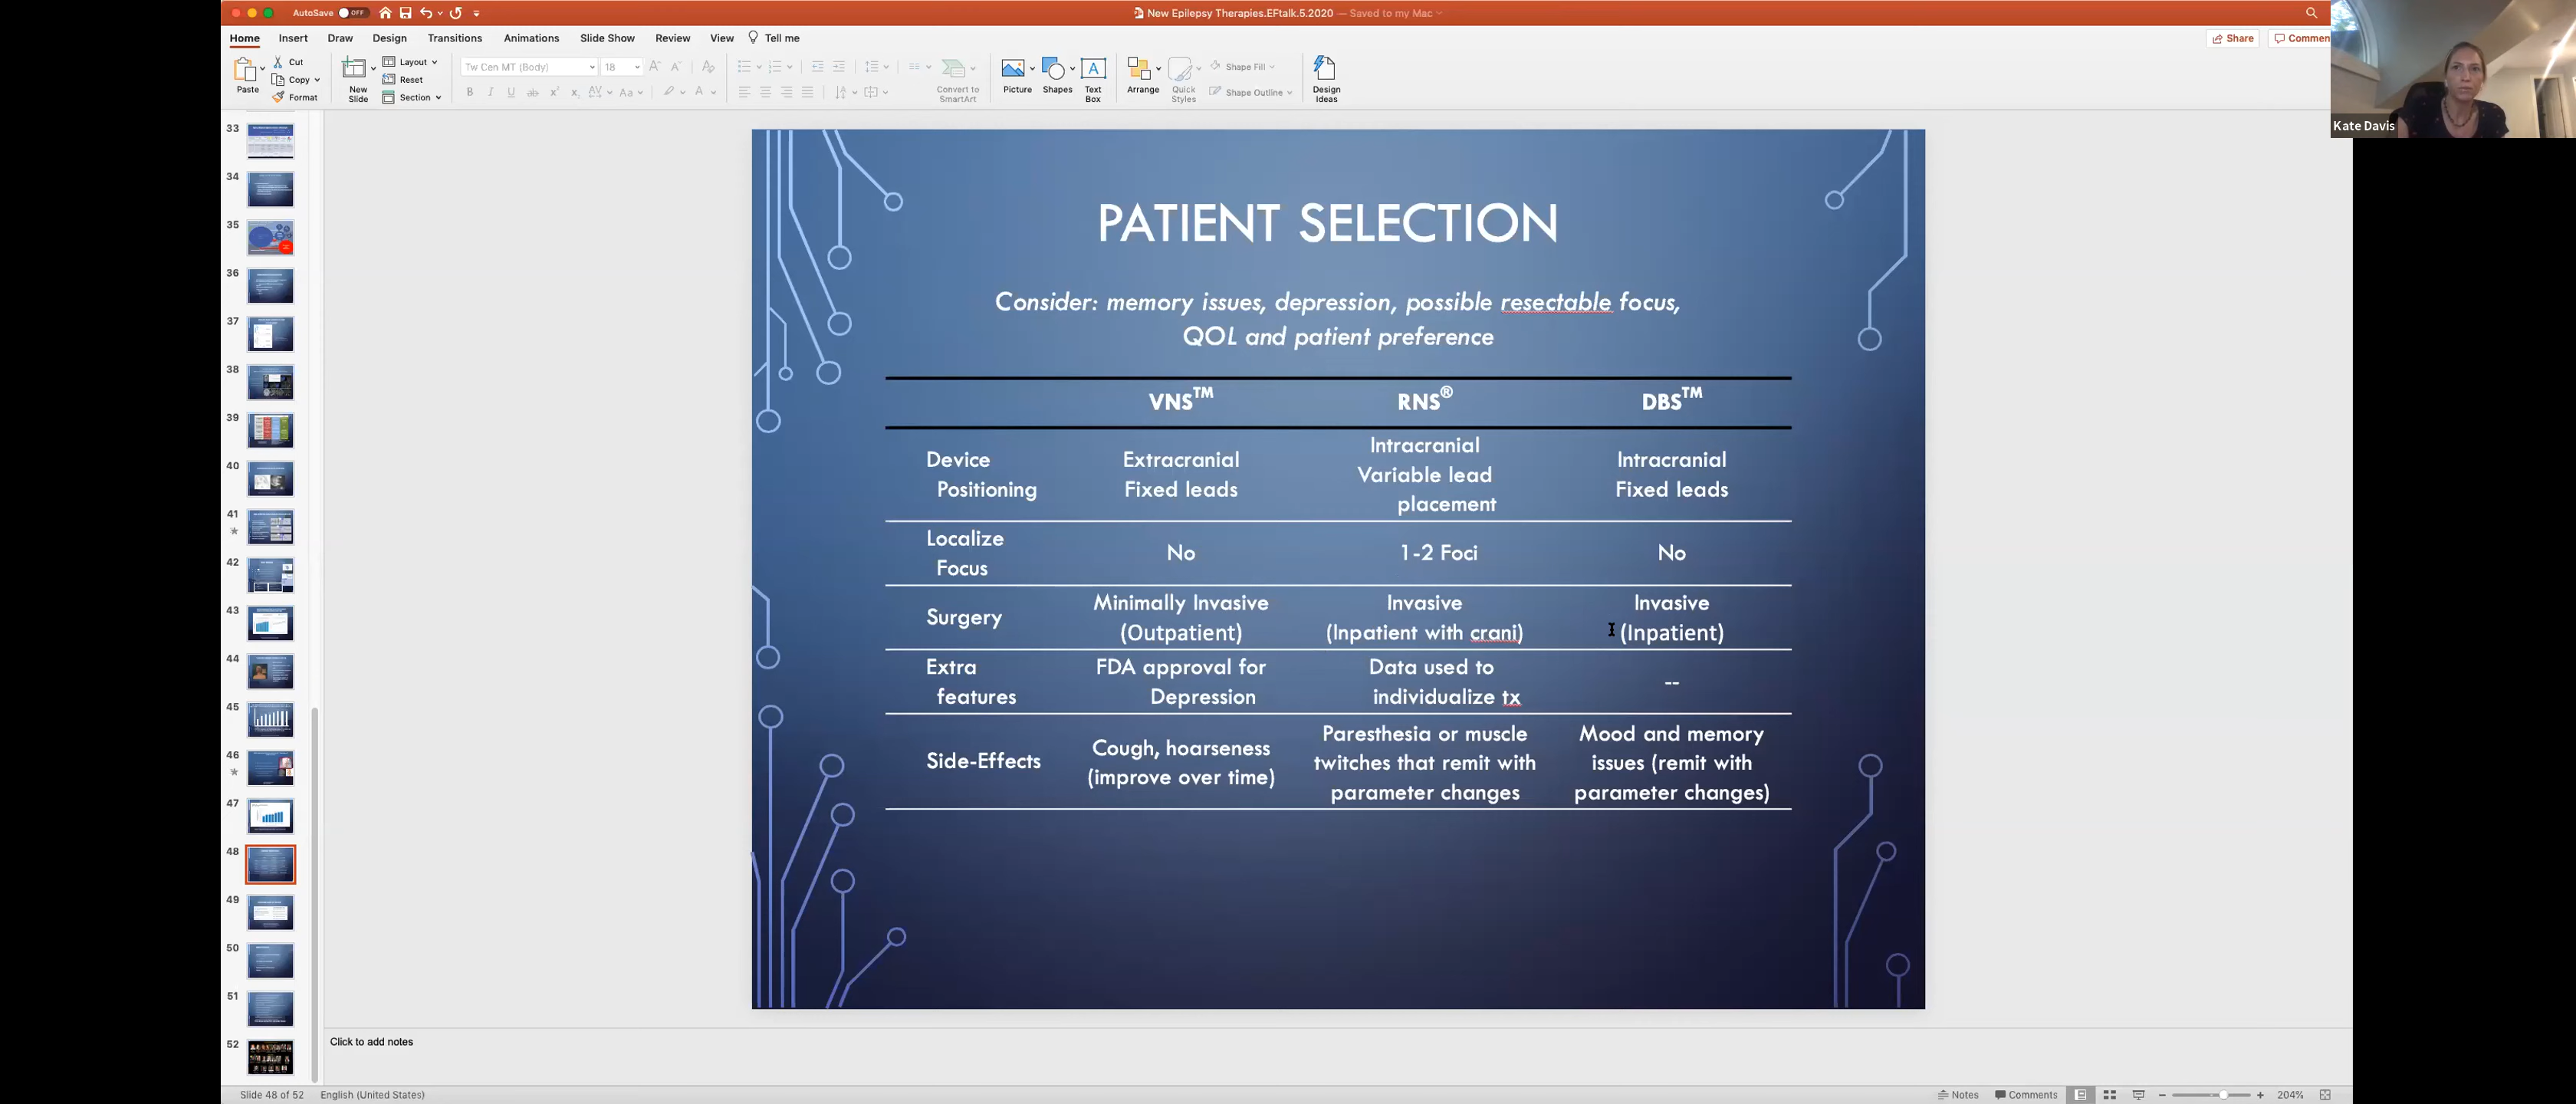 AutoSave OFF
New Epilepsy Therapies.EFtalk.5.2020 — Saved to my Mac
Home Insert Draw Design Transitions Animations Slide Show Review View Tell me
Share Commen
Paste
Cut
Copy
Format
New
Slide
Layout
Reset
Section
Tw Cen MT (Body) 18
Convert to
SmartArt
Picture
Shapes
Text
Box
Arrange
Quick
Styles
Shape Fill
Shape Outline
Design
Ideas
Kate Davis
33
34
35
36
37
38
39
40
41
42
43
44
45
46
47
48
49
50
51
52
PATIENT SELECTION
Consider: memory issues, depression, possible resectable focus,
QOL and patient preference
VNS™ RNS® DBS™
Device
Positioning
Extracranial
Fixed leads
Intracranial
Variable lead
placement
Intracranial
Fixed leads
Localize
Focus
No
1-2 Foci
No
Surgery
Minimally Invasive
(Outpatient)
Invasive
(Inpatient with crani)
Invasive
(Inpatient)
Extra
features
FDA approval for
Depression
Data used to
individualize tx
--
Side-Effects
Cough, hoarseness
(improve over time)
Paresthesia or muscle
twitches that remit with
parameter changes
Mood and memory
issues (remit with
parameter changes)
Click to add notes
Slide 48 of 52 English (United States)
Notes Comments 204%